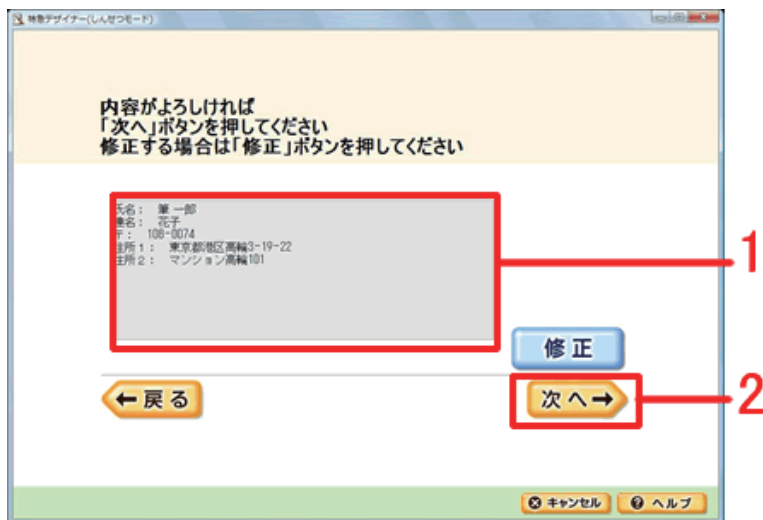 特急デザイナー(しんせつモード)
内容がよろしければ
「次へ」ボタンを押してください
修正する場合は「修正」ボタンを押してください
氏名： 筆 一郎
連名： 花子
〒： 108-0074
住所１： 東京都港区高輪3-19-22
住所２： マンション高輪101
1
修正
←戻る
次へ→
2
キャンセル
? ヘルプ